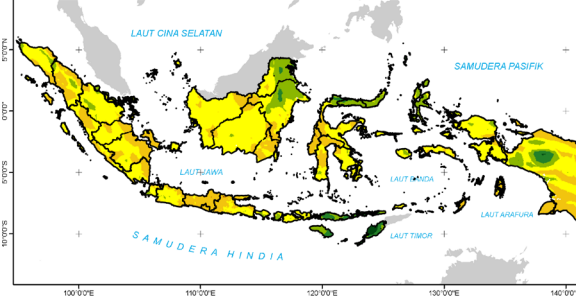 LAUT CINA SELATAN
SAMUDERA PASIFIK
5°0'0"N
0°0'0"
5°0'0"S
10°0'0"S
LAUT JAWA
LAUT BANDA
LAUT ARAFURA
LAUT TIMOR
SAMUDERA HINDIA
100°0'0"E
110°0'0"E
120°0'0"E
130°0'0"E
140°0'0"E